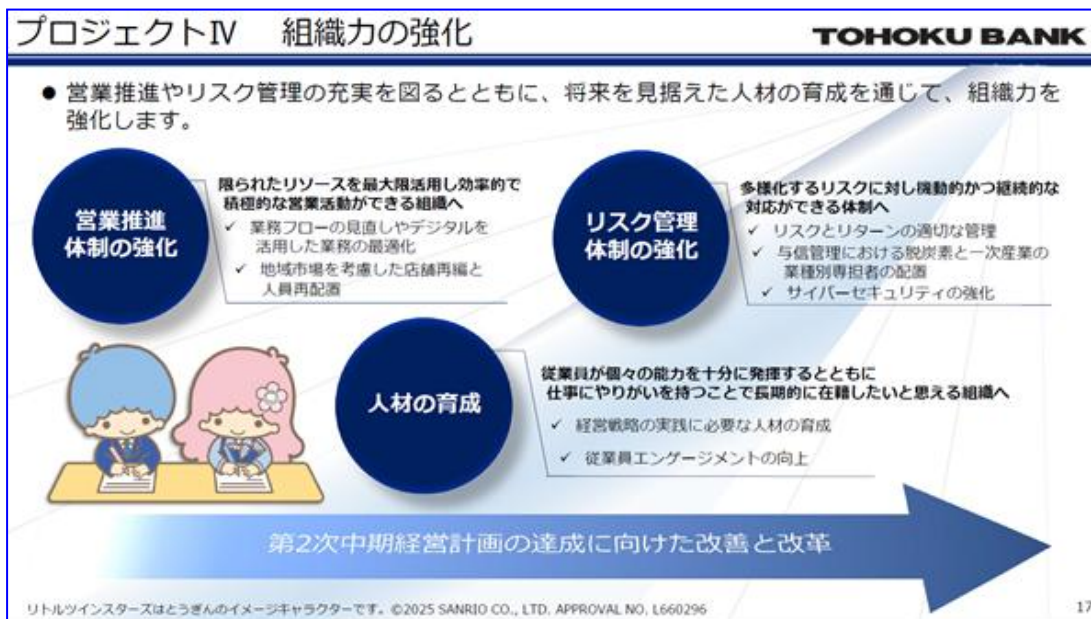 プロジェクトⅣ 組織力の強化
TOHOKU BANK
● 営業推進やリスク管理の充実を図るとともに、将来を見据えた人材の育成を通じて、組織力を
強化します。
営業推進
体制の強化
限られたリソースを最大限活用し効率的で
積極的な営業活動ができる組織へ
✓ 業務フローの見直しやデジタルを
活用した業務の最適化
✓ 地域市場を考慮した店舗再編と
人員再配置
リスク管理
体制の強化
多様化するリスクに対し機動的かつ継続的な
対応ができる体制へ
✓ リスクとリターンの適切な管理
✓ 与信管理における脱炭素と一次産業の
業種別専担者の配置
✓ サイバーセキュリティの強化
人材の育成
従業員が個々の能力を十分に発揮するとともに
仕事にやりがいを持つことで長期的に在籍したいと思える組織へ
✓ 経営戦略の実践に必要な人材の育成
✓ 従業員エンゲージメントの向上
第2次中期経営計画の達成に向けた改善と改革
リトルツインスターズはとうぎんのイメージキャラクターです。©2025 SANRIO CO., LTD. APPROVAL NO. L660296
17